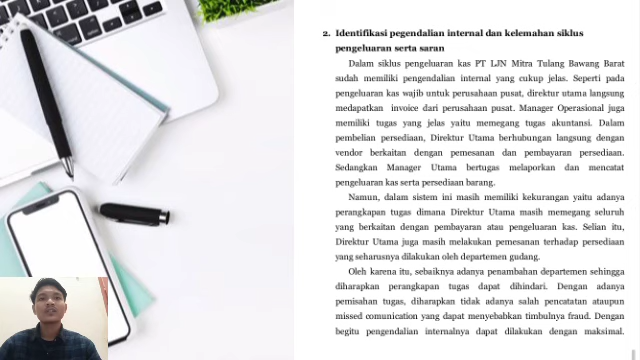 2. Identifikasi pegendalian internal dan kelemahan siklus
pengeluaran serta saran
Dalam siklus pengeluaran kas PT LJN Mitra Tulang Bawang Barat
sudah memiliki pengendalian internal yang cukup jelas. Seperti pada
pengeluaran kas wajib untuk perusahaan pusat, direktur utama langsung
medapatkan invoice dari perusahaan pusat. Manager Operasional juga
memiliki tugas yang jelas yaitu memegang tugas akuntansi. Dalam
pembelian persediaan, Direktur Utama berhubungan langsung dengan
vendor berkaitan dengan pemesanan dan pembayaran persediaan.
Sedangkan Manager Utama bertugas melaporkan dan mencatat
pengeluaran kas serta persediaan barang.
Namun, dalam sistem ini masih memiliki kekurangan yaitu adanya
perangkapan tugas dimana Direktur Utama masih memegang seluruh
yang berkaitan dengan pembayaran atau pengeluaran kas. Selian itu,
Direktur Utama juga masih melakukan pemesanan terhadap persediaan
yang seharusnya dilakukan oleh departemen gudang.
Oleh karena itu, sebaiknya adanya penambahan departemen sehingga
diharapkan perangkapan tugas dapat dihindari. Dengan adanya
pemisahan tugas, diharapkan tidak adanya salah pencatatan ataupun
missed comunication yang dapat menyebabkan timbulnya fraud. Dengan
begitu pengendalian internalnya dapat dilakukan dengan maksimal.